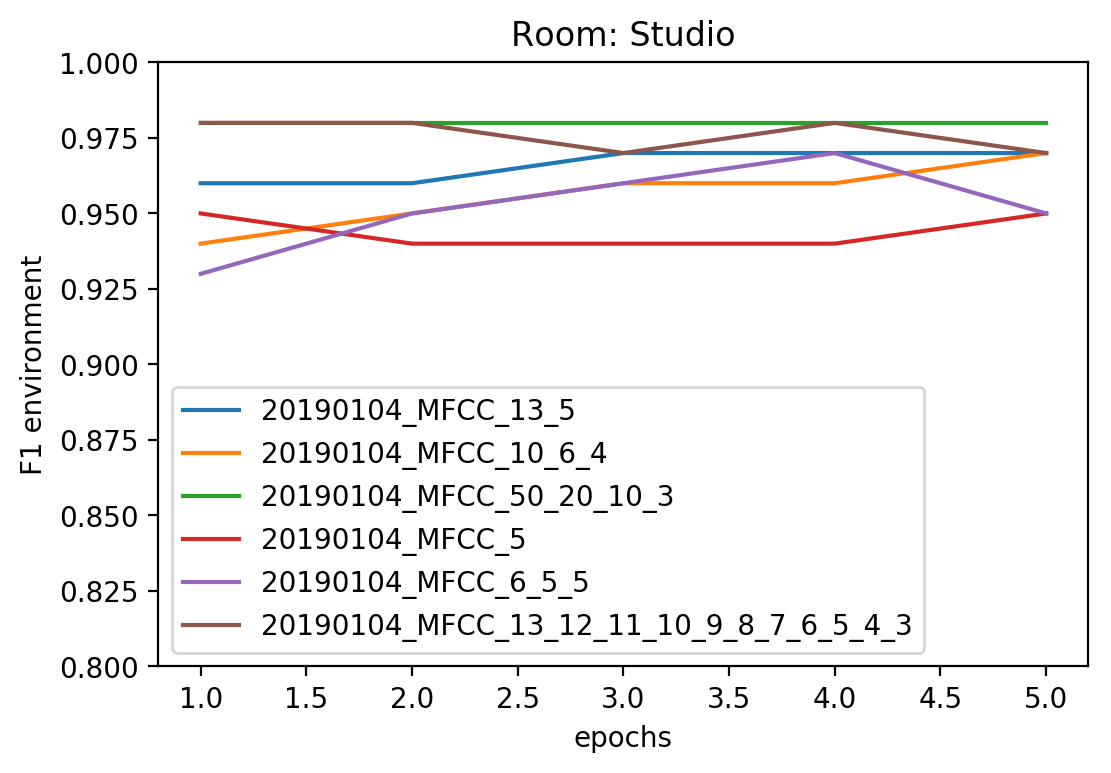 Room: Studio
1.000
0.975
0.950
0.925
0.900
0.875
0.850
0.825
0.800
F1 environment
20190104_MFCC_13_5
20190104_MFCC_10_6_4
20190104_MFCC_50_20_10_3
20190104_MFCC_5
20190104_MFCC_6_5_5
20190104_MFCC_13_12_11_10_9_8_7_6_5_4_3
1.0 1.5 2.0 2.5 3.0 3.5 4.0 4.5 5.0
epochs